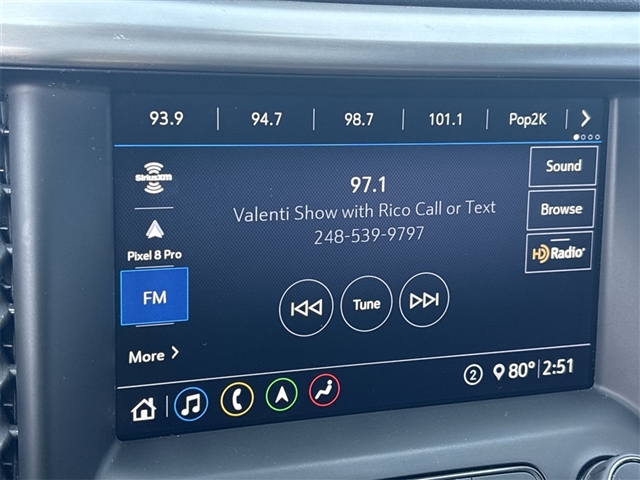 93.9 94.7 98.7 101.1 Pop2K
SiriusXM
Pixel 8 Pro
FM
More
97.1
Valenti Show with Rico Call or Text
248-539-9797
Tune
Sound
Browse
HD Radio
2 80° 2:51